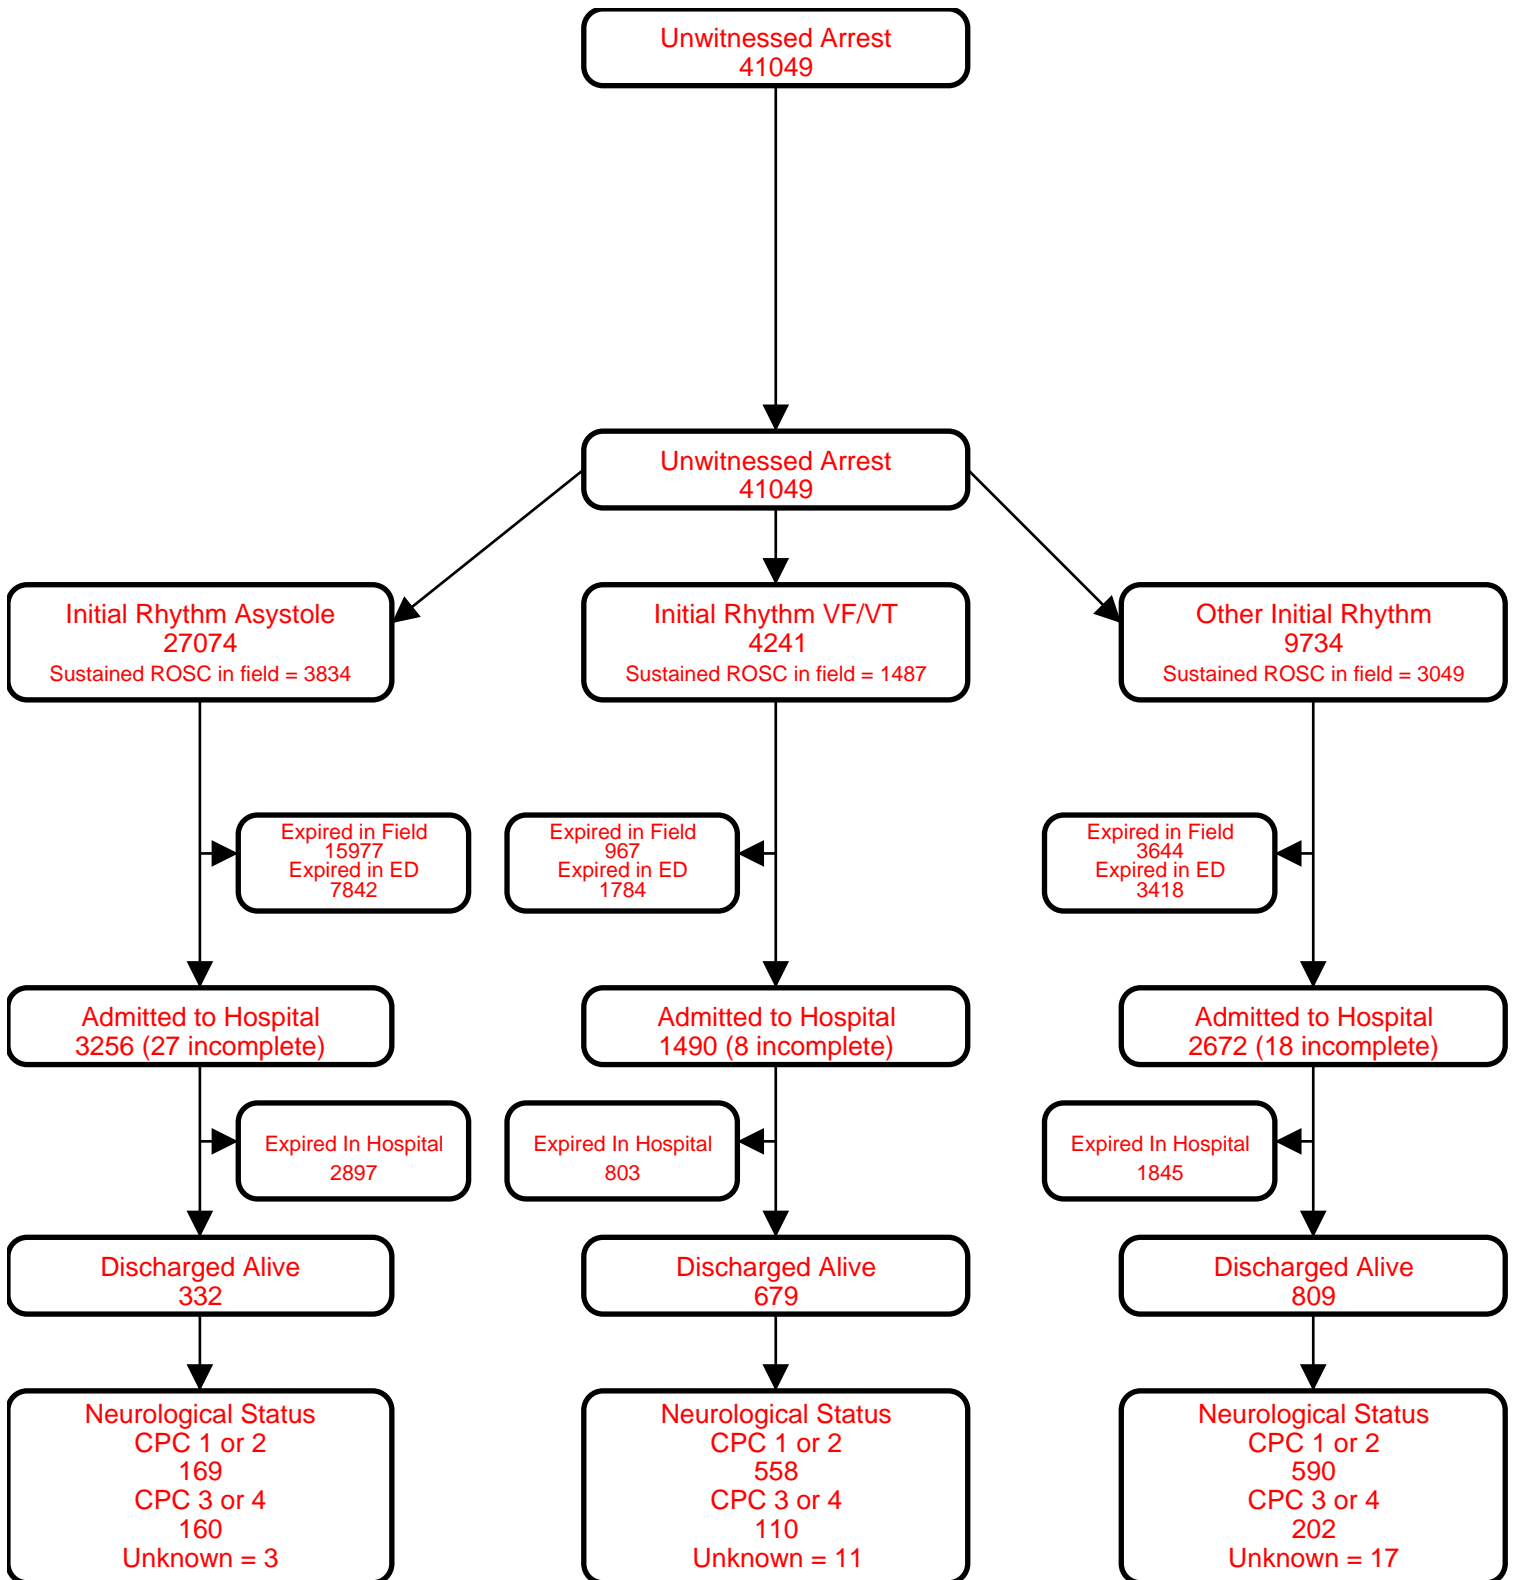 Unwitnessed Arrest
41049
Unwitnessed Arrest
41049
Initial Rhythm Asystole
27074
Sustained ROSC in field = 3834
Initial Rhythm VF/VT
4241
Sustained ROSC in field = 1487
Other Initial Rhythm
9734
Sustained ROSC in field = 3049
Expired in Field
15977
Expired in ED
7842
Expired in Field
967
Expired in ED
1784
Expired in Field
3644
Expired in ED
3418
Admitted to Hospital
3256 (27 incomplete)
Admitted to Hospital
1490 (8 incomplete)
Admitted to Hospital
2672 (18 incomplete)
Expired In Hospital
2897
Expired In Hospital
803
Expired In Hospital
1845
Discharged Alive
332
Discharged Alive
679
Discharged Alive
809
Neurological Status
CPC 1 or 2
169
CPC 3 or 4
160
Unknown = 3
Neurological Status
CPC 1 or 2
558
CPC 3 or 4
110
Unknown = 11
Neurological Status
CPC 1 or 2
590
CPC 3 or 4
202
Unknown = 17